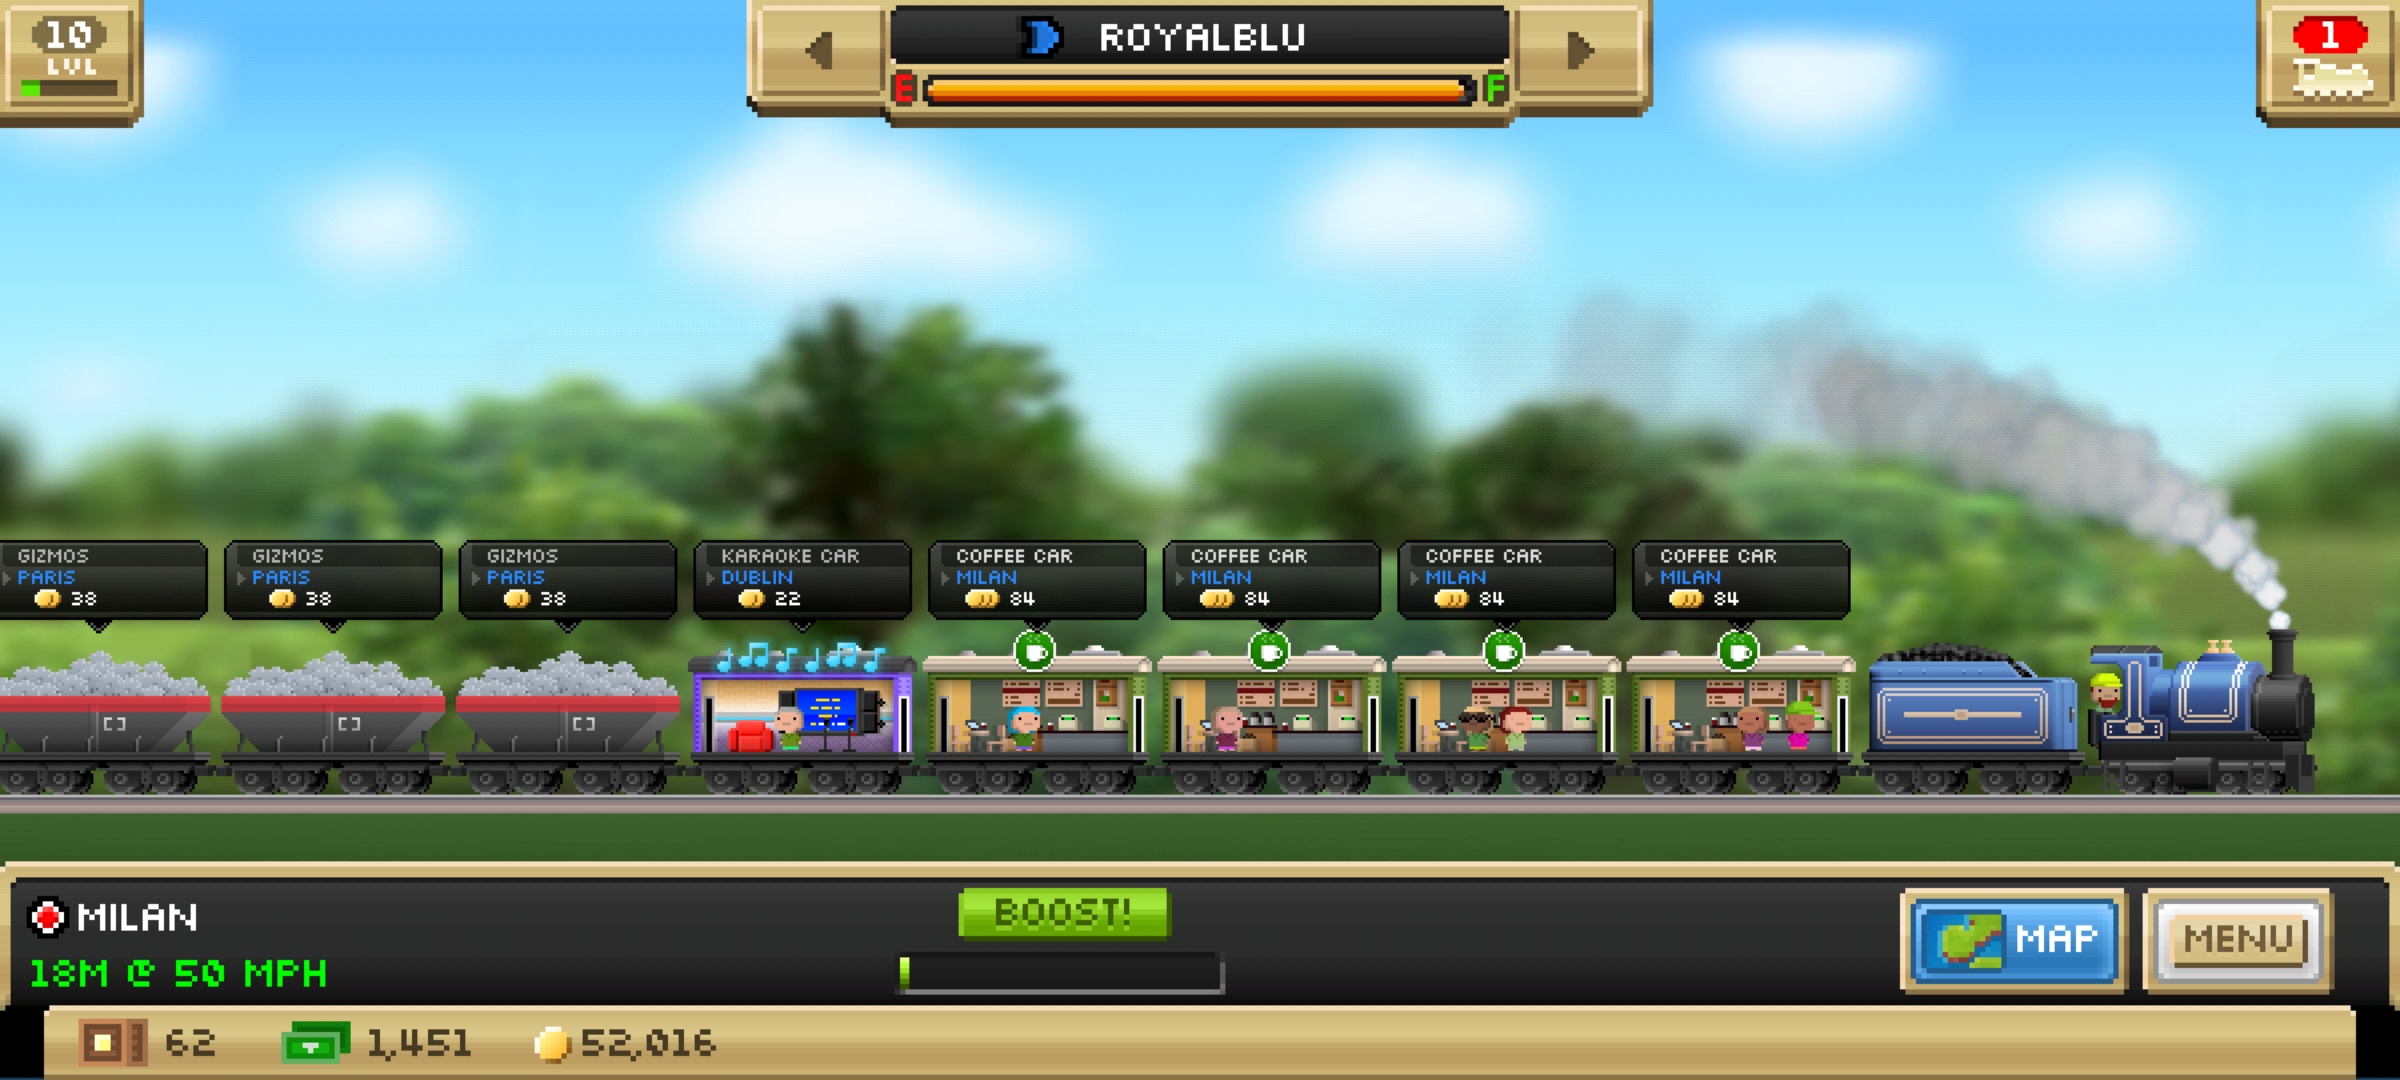 10
LVL
ROYALBLU
E F
1
GIZMOS
PARIS
38
GIZMOS
PARIS
38
GIZMOS
PARIS
38
KARAOKE CAR
DUBLIN
22
COFFEE CAR
MILAN
84
COFFEE CAR
MILAN
84
COFFEE CAR
MILAN
84
COFFEE CAR
MILAN
84
MILAN
18M @ 50 MPH
BOOST!
MAP
MENU
62
1,451
52,016